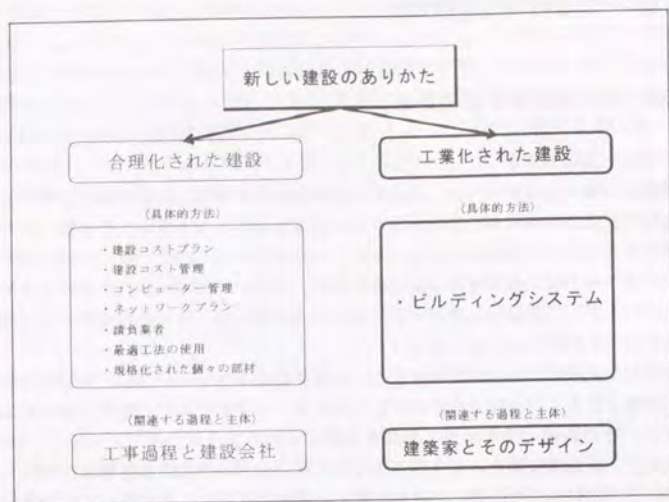 新しい建設のありかた
合理化された建設
(具体的方法)
・建設コストプラン
・建設コスト管理
・コンピューター管理
・ネットワークプラン
・請負業者
・最適工法の使用
・規格化された個々の部材
(関連する過程と主体)
工事過程と建設会社
工業化された建設
(具体的方法)
・ビルディングシステム
(関連する過程と主体)
建築家とそのデザイン